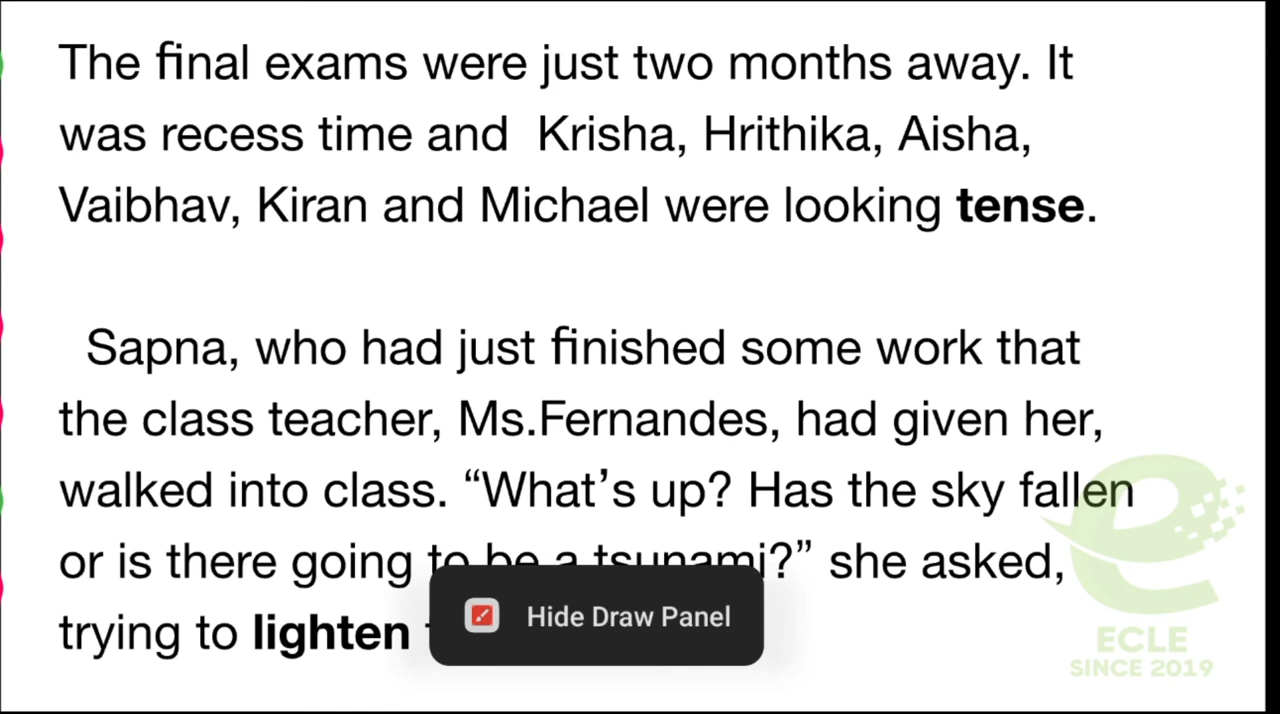 The final exams were just two months away. It
was recess time and  Krisha, Hrithika, Aisha,
Vaibhav, Kiran and Michael were looking tense.
Sapna, who had just finished some work that
the class teacher, Ms.Fernandes, had given her,
walked into class. “What’s up? Has the sky fallen
or is there going to be a tsunami?” she asked,
trying to lighten
Hide Draw Panel
ECLE
SINCE 2019